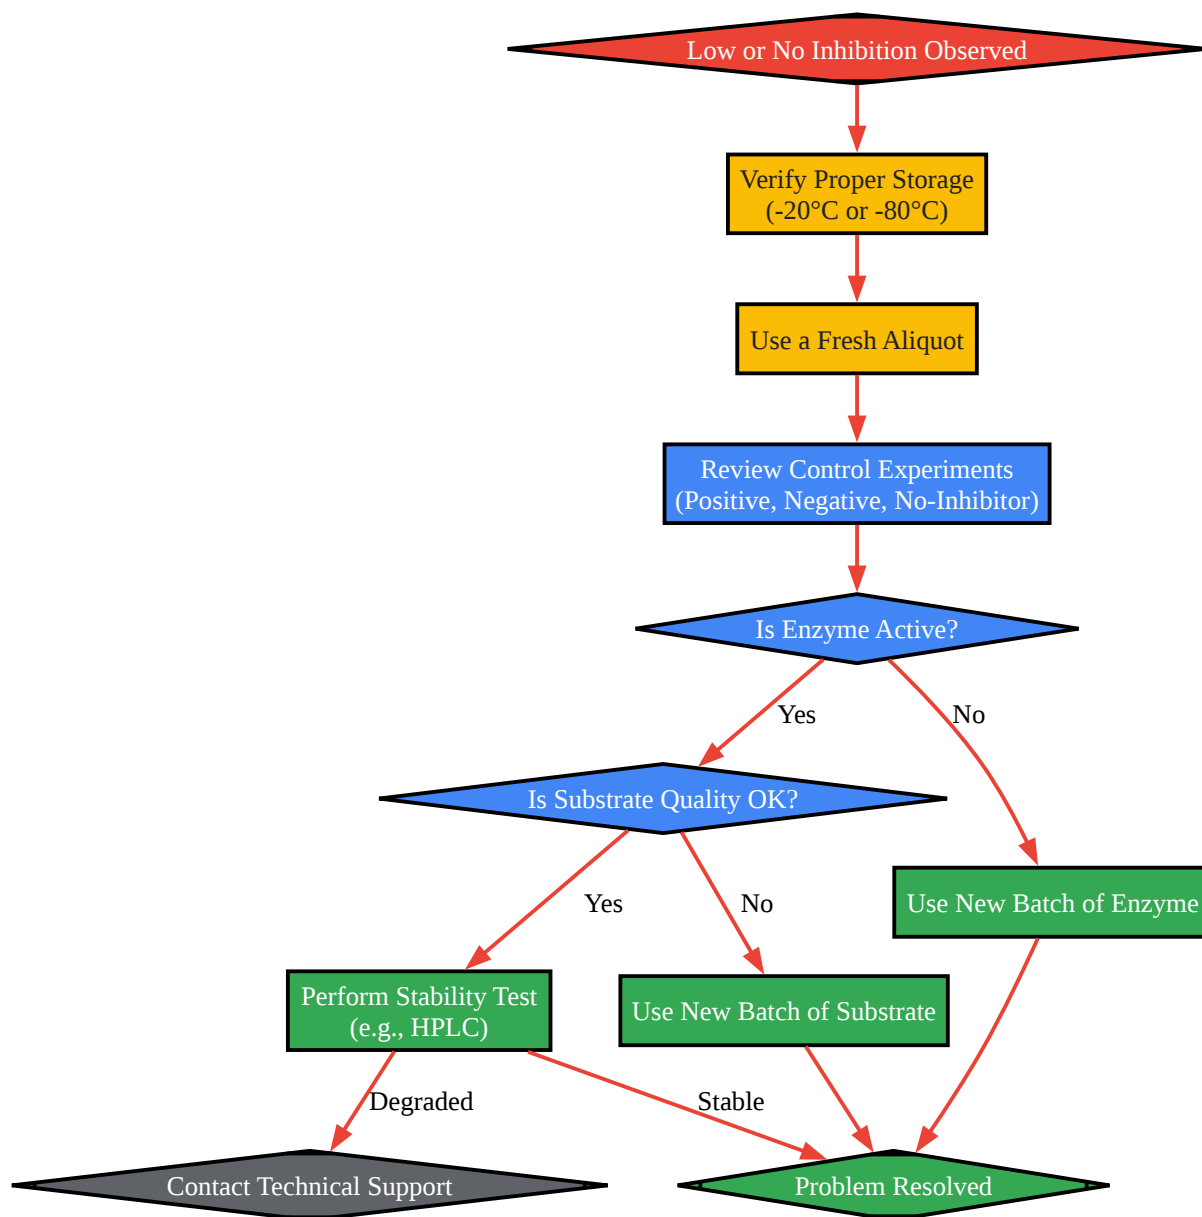 Low or No Inhibition Observed
Verify Proper Storage
(-20°C or -80°C)
Use a Fresh Aliquot
Review Control Experiments
(Positive, Negative, No-Inhibitor)
Is Enzyme Active?
Yes
No
Is Substrate Quality OK?
Yes
No
Use New Batch of Enzyme
Perform Stability Test
(e.g., HPLC)
Use New Batch of Substrate
Degraded
Stable
Contact Technical Support
Problem Resolved